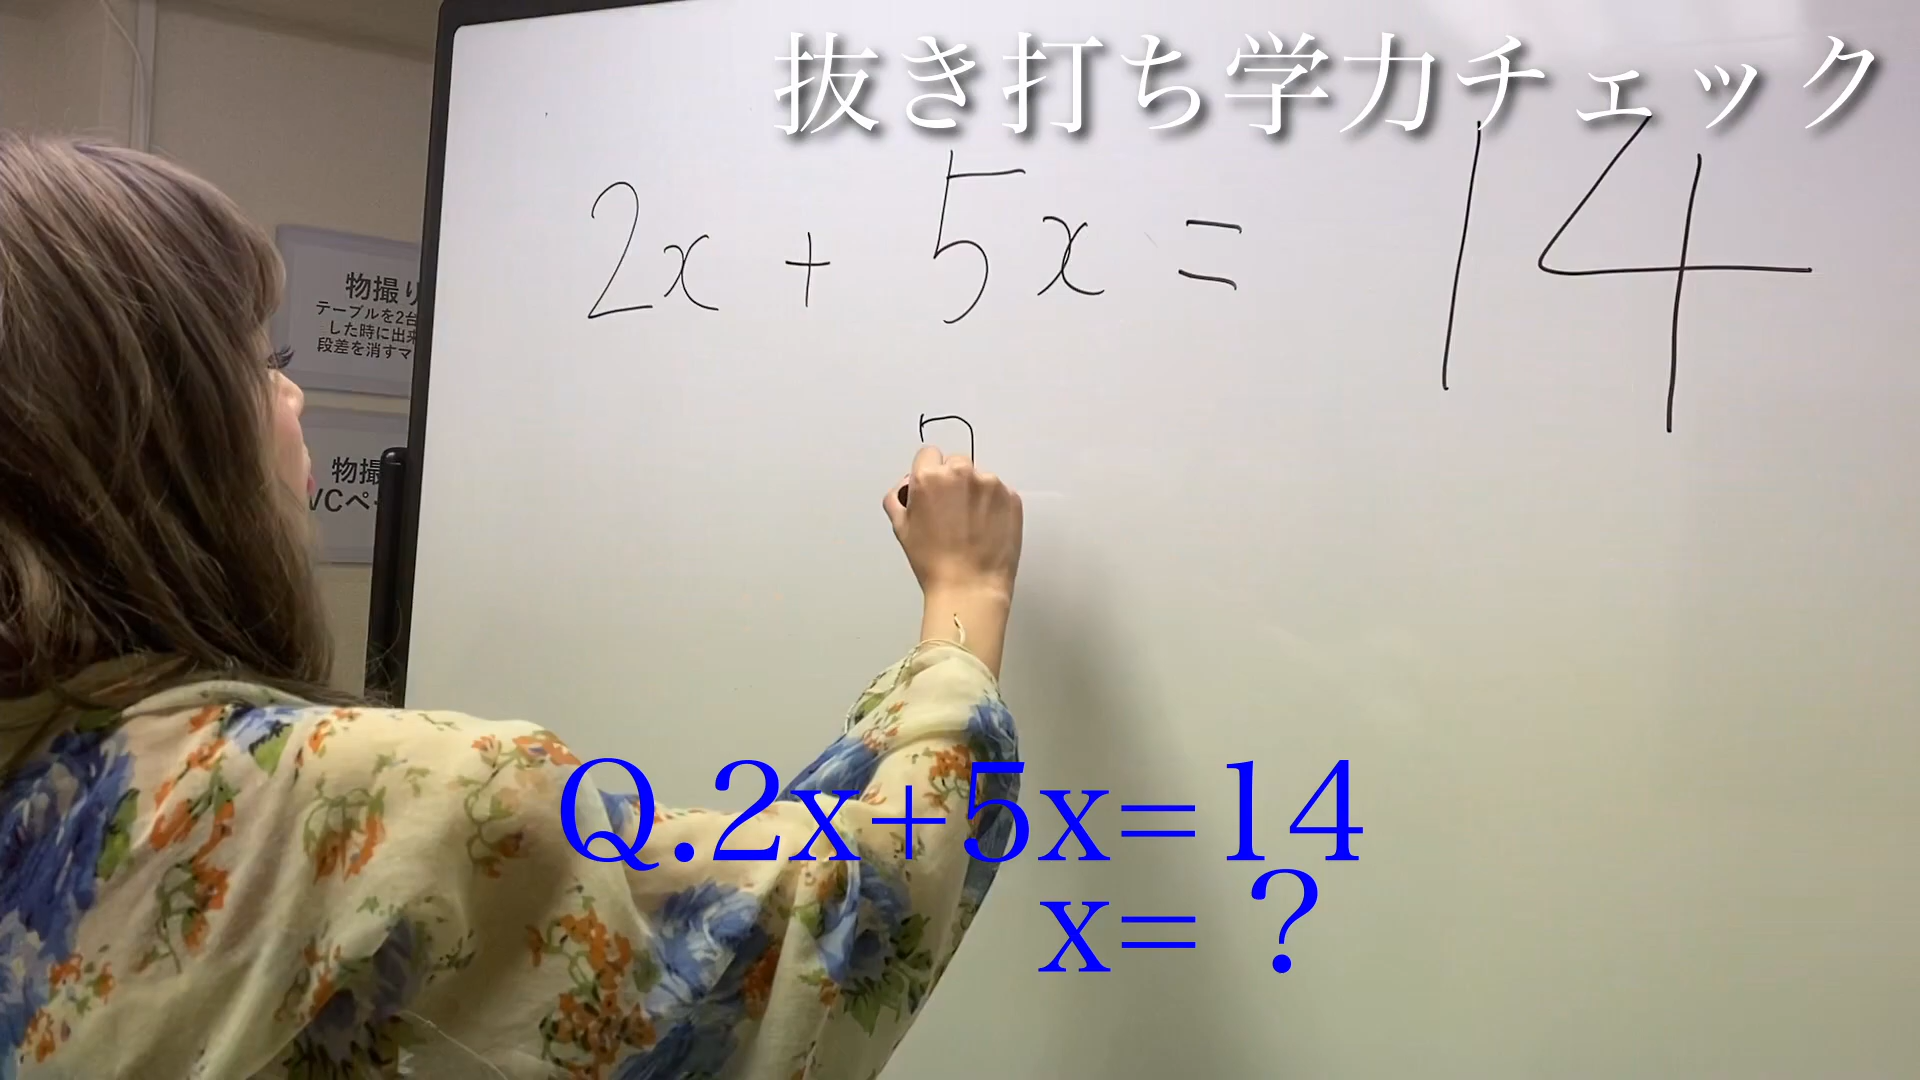 抜き打ち学力チェック
2x + 5x = 14
7
物撮り
テーブルを2台
した時に出来
段差を消すマ
物撮
VCペ
Q.2x+5x=14
x=？